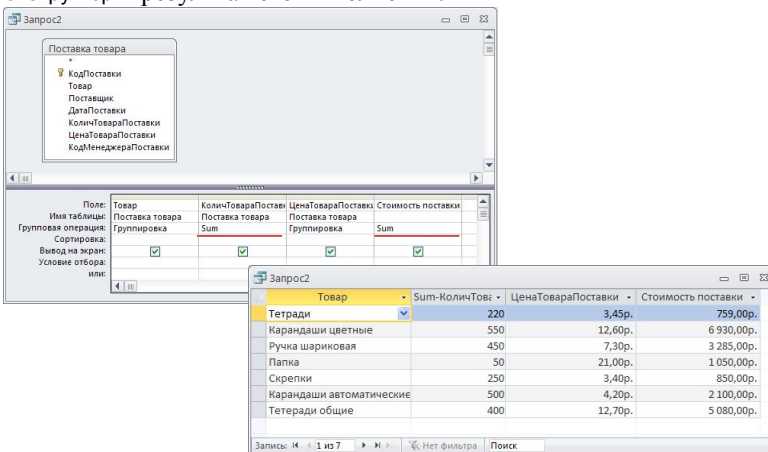 Запрос2
Поставка товара
*
КодПоставки
Товар
Поставщик
ДатаПоставки
КоличТовараПоставки
ЦенаТовараПоставки
КодМенеджераПоставки
Поле: Товар КоличТовараПоставк ЦенаТовараПоставки Стоимость поставки:
Имя таблицы: Поставка товара Поставка товара Поставка товара
Групповая операция: Группировка Sum Группировка Sum
Сортировка:
Вывод на экран:
Условие отбора:
или:
Запрос2
Товар Sum-КоличТова ЦенаТовараПоставки Стоимость поставки
Тетради 220 3,45р. 759,00р.
Карандаши цветные 550 12,60р. 6 930,00р.
Ручка шариковая 450 7,30р. 3 285,00р.
Папка 50 21,00р. 1 050,00р.
Скрепки 250 3,40р. 850,00р.
Карандаши автоматические 500 4,20р. 2 100,00р.
Тетеради общие 400 12,70р. 5 080,00р.
Запись: 1 из 7 Нет фильтра Поиск